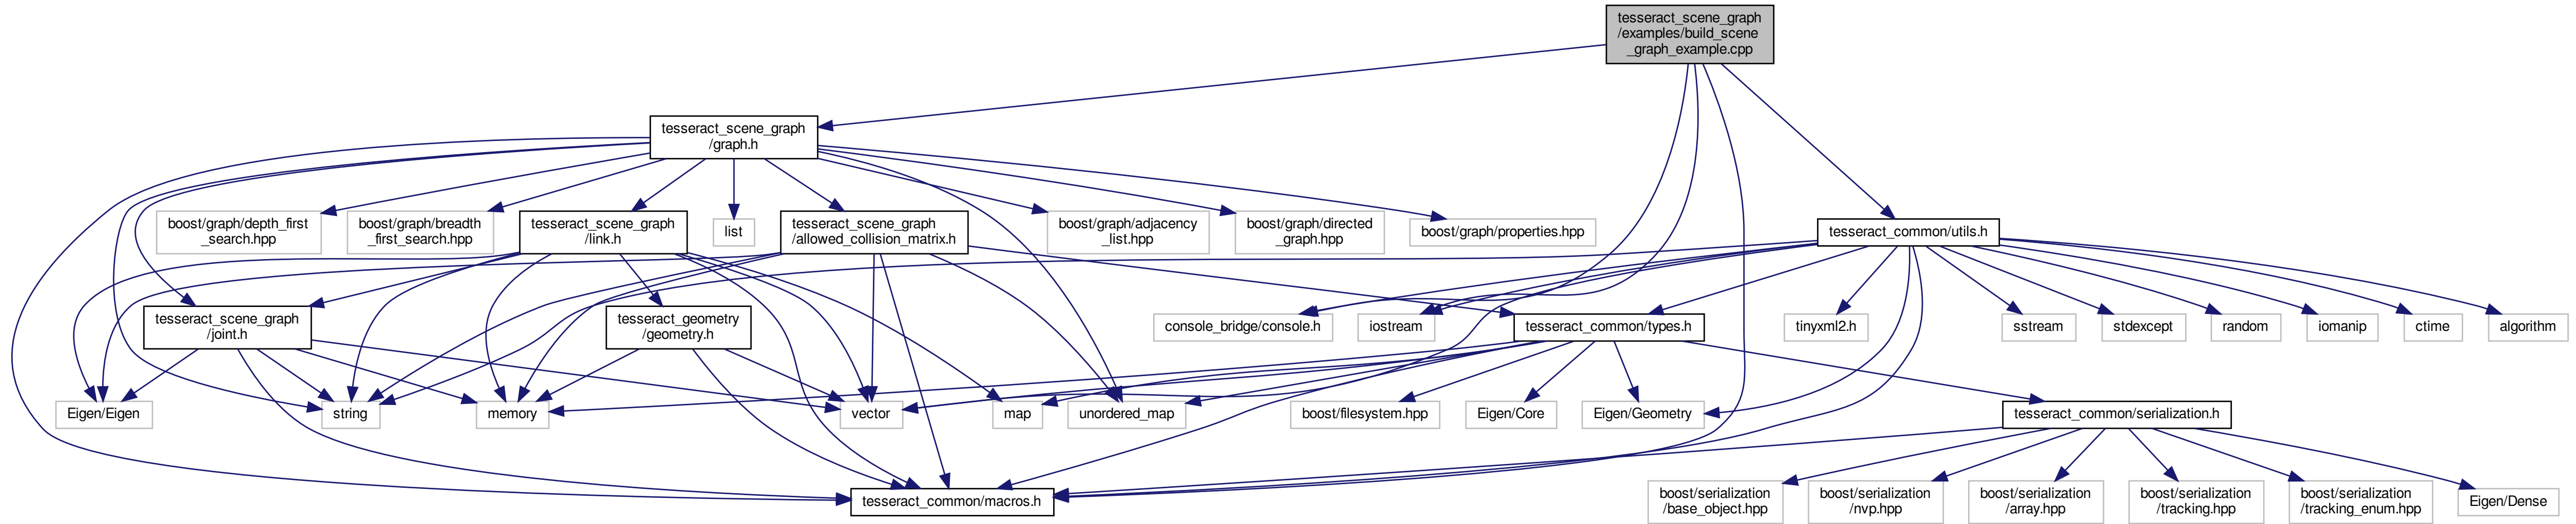 tesseract_scene_graph
/examples/build_scene
_graph_example.cpp
tesseract_scene_graph
/graph.h
boost/graph/depth_first
_search.hpp
boost/graph/breadth
_first_search.hpp
tesseract_scene_graph
/link.h
list
tesseract_scene_graph
/allowed_collision_matrix.h
boost/graph/adjacency
_list.hpp
boost/graph/directed
_graph.hpp
boost/graph/properties.hpp
tesseract_common/utils.h
tesseract_scene_graph
/joint.h
tesseract_geometry
/geometry.h
console_bridge/console.h
iostream
tesseract_common/types.h
tinyxml2.h
sstream
stdexcept
random
iomanip
ctime
algorithm
Eigen/Eigen
string
memory
vector
map
unordered_map
boost/filesystem.hpp
Eigen/Core
Eigen/Geometry
tesseract_common/serialization.h
tesseract_common/macros.h
boost/serialization
/base_object.hpp
boost/serialization
/nvp.hpp
boost/serialization
/array.hpp
boost/serialization
/tracking.hpp
boost/serialization
/tracking_enum.hpp
Eigen/Dense